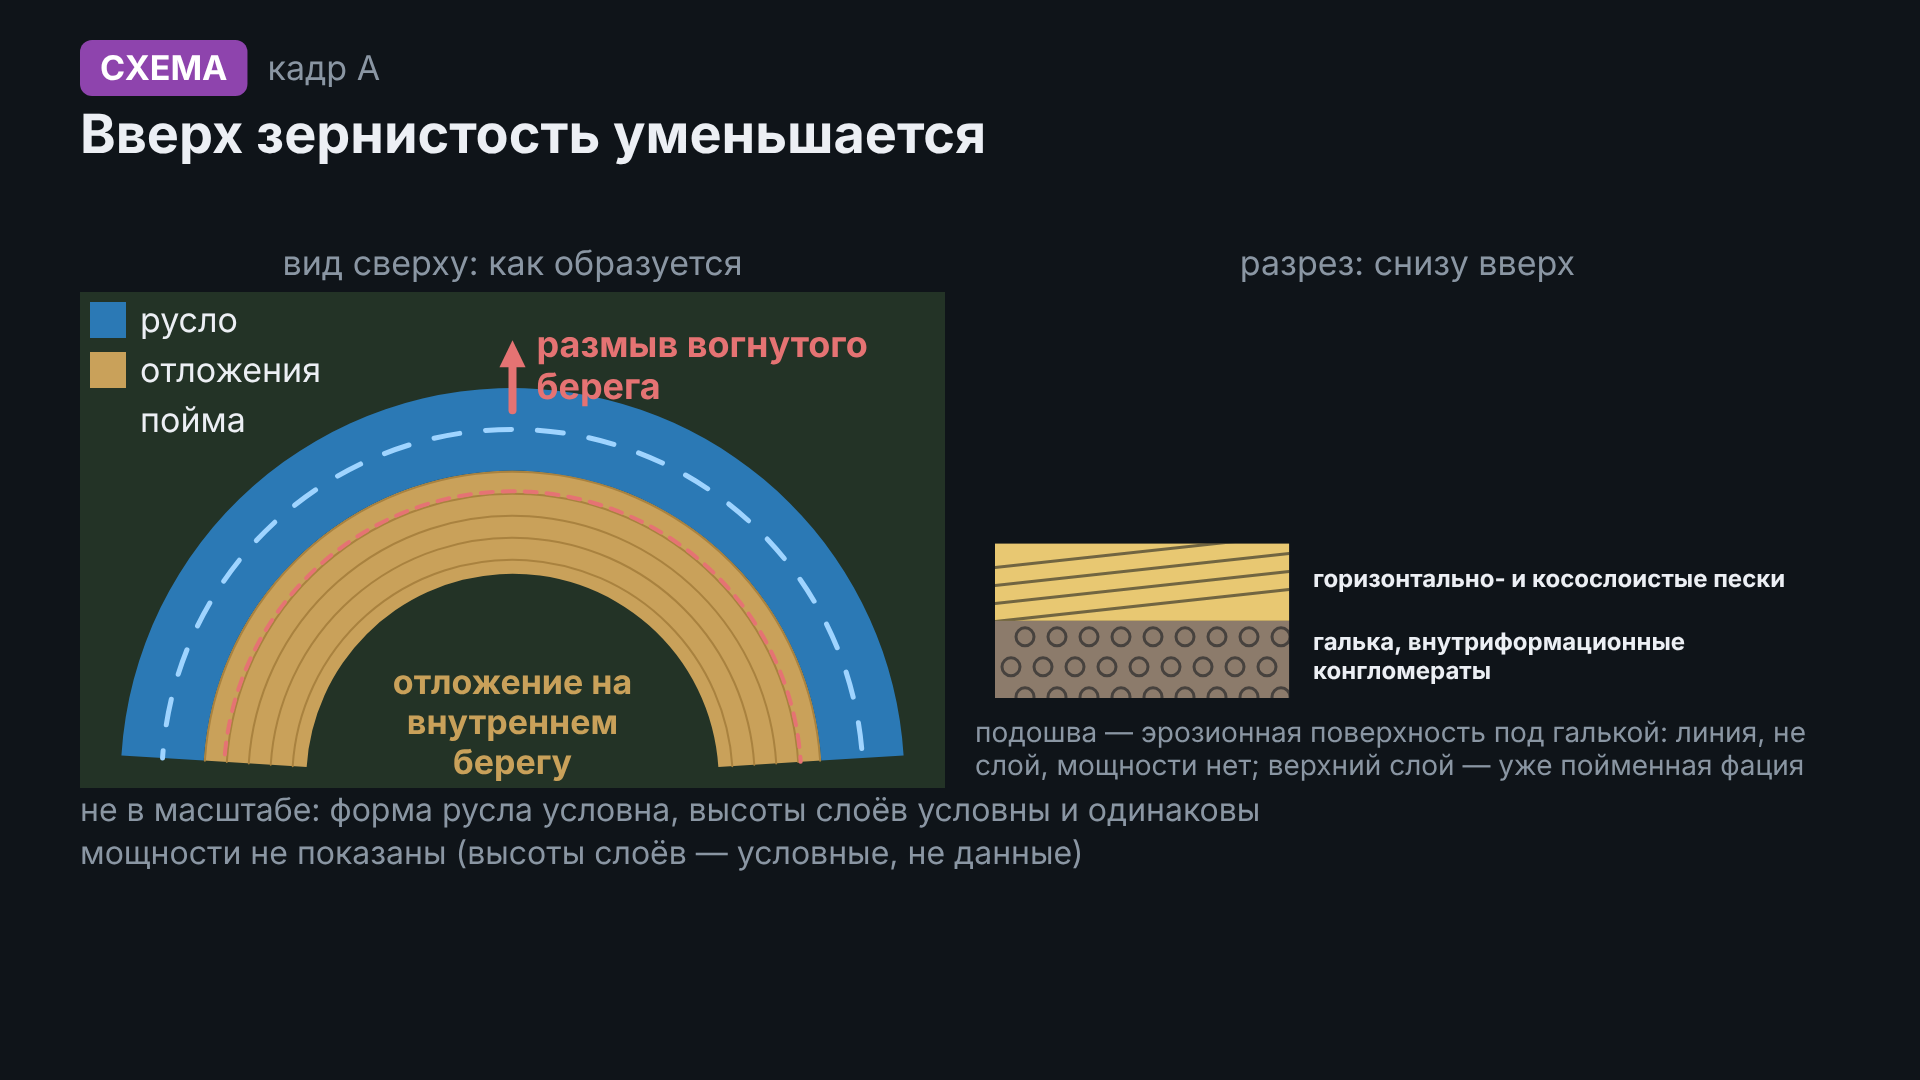 СХЕМА кадр А
Вверх зернистость уменьшается
вид сверху: как образуется
русло
отложения
пойма
размыв вогнутого
берега
отложение на
внутреннем
берегу
разрез: снизу вверх
горизонтально- и косослоистые пески
галька, внутриформационные
конгломераты
подошва — эрозионная поверхность под галькой: линия, не
слой, мощности нет; верхний слой — уже пойменная фация
не в масштабе: форма русла условна, высоты слоёв условны и одинаковы
мощности не показаны (высоты слоёв — условные, не данные)